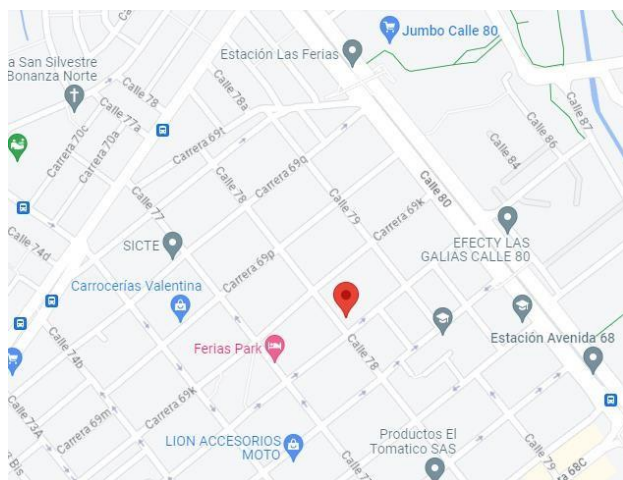 Jumbo Calle 80
Estación Las Ferias
a San Silvestre
Bonanza Norte
Calle 78
Calle 77a
Calle 78a
Carrera 70c
Carrera 70a
Carrera 69t
Carrera 69q
Calle 77
Calle 78
Calle 79
Calle 80
Carrera 69k
Calle 84
Calle 86
Calle 87
Calle 74d
SICTE
EFECTY LAS
GALIAS CALLE 80
Carrera 69p
Carrocerías Valentina
Ferias Park
Calle 78
Estación Avenida 68
Calle 74b
Carrera 69k
Carrera 69m
Calle 73A
Bis
LION ACCESORIOS
MOTO
Productos El
Tomatico SAS
Calle 79
68C